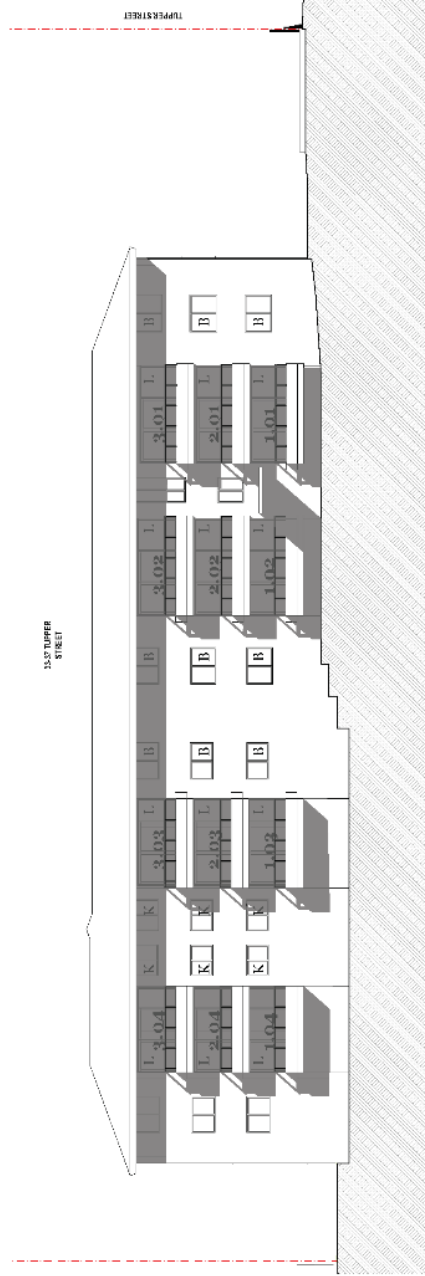 TUPPER STREET
33-37 TUPPER
STREET
L 3.04 K K 3.03 L B B 3.02 L 3.01 L B
L 2.04 K K 2.03 L B B 2.02 L 2.01 L B
L 1.04 K K 1.03 L B B 1.02 L 1.01 L B